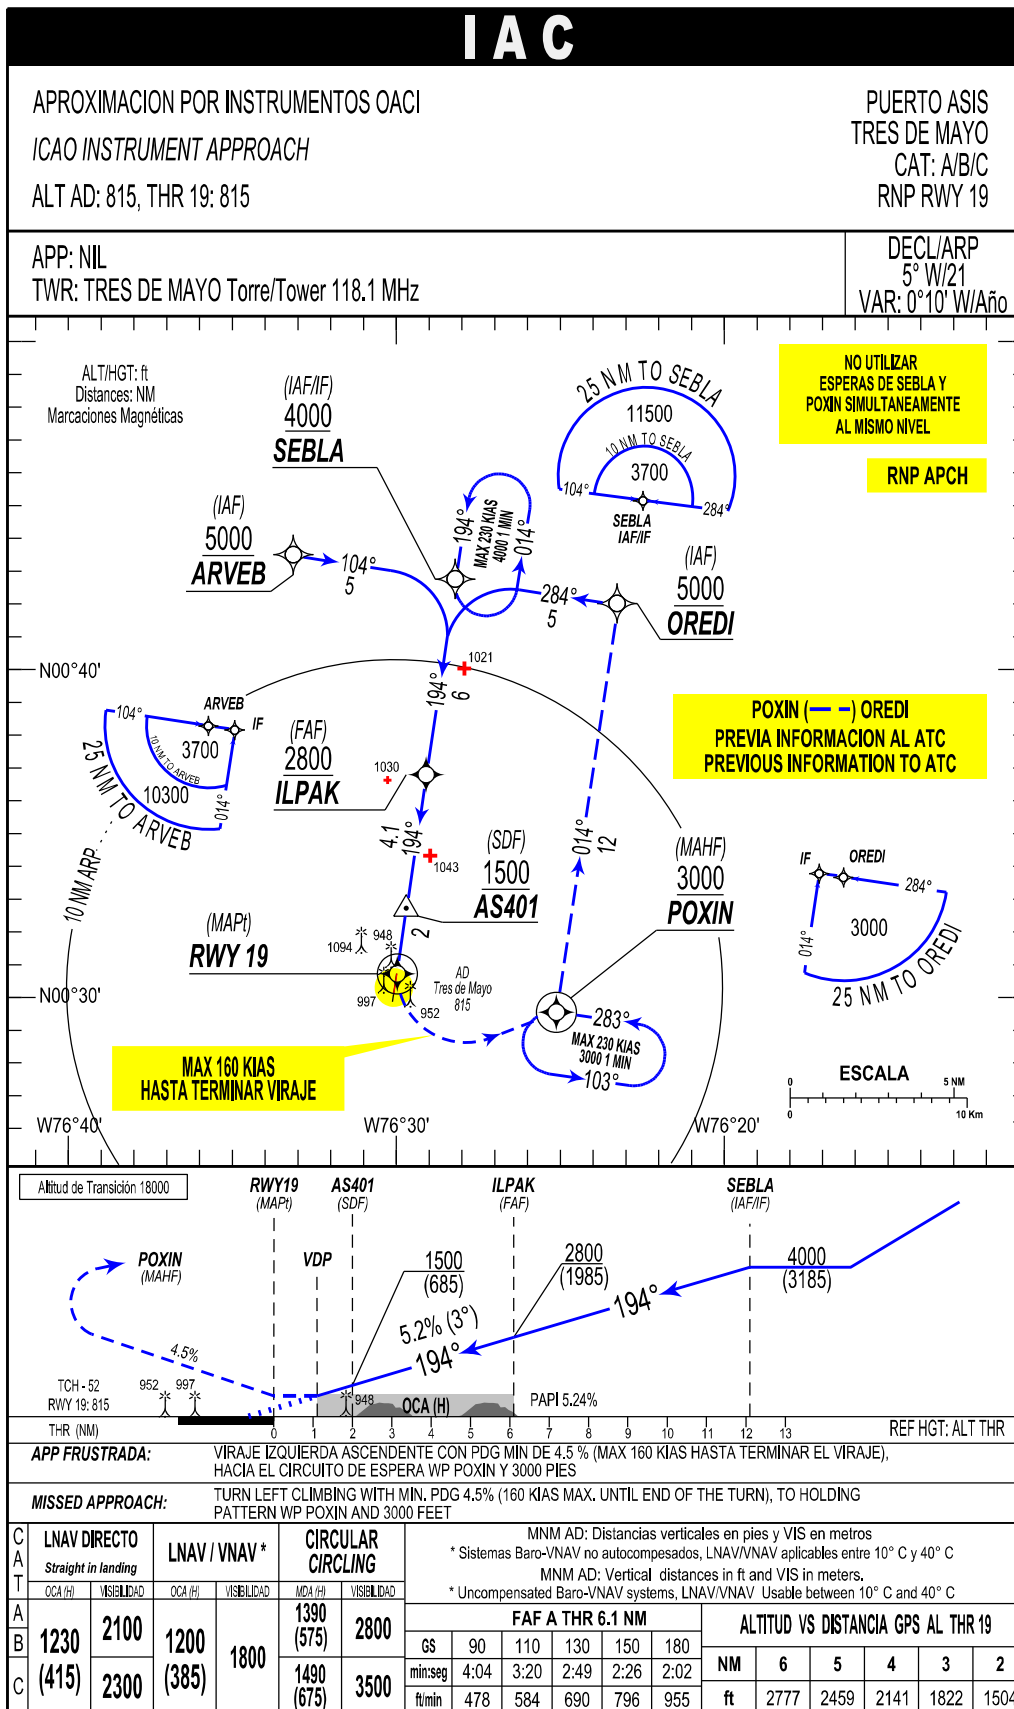 IAC
APROXIMACION POR INSTRUMENTOS OACI
ICAO INSTRUMENT APPROACH
ALT AD: 815, THR 19: 815
PUERTO ASIS
TRES DE MAYO
CAT: A/B/C
RNP RWY 19
APP: NIL
TWR: TRES DE MAYO Torre/Tower 118.1 MHz
DECL/ARP
5° W/21
VAR: 0°10' W/Año
ALT/HGT: ft
Distances: NM
Marcaciones Magnéticas
(IAF/IF)
4000
SEBLA
25 NM TO SEBLA
11500
10 NM TO SEBLA
3700
104°
284°
SEBLA
IAF/IF
NO UTILIZAR
ESPERAS DE SEBLA Y
POXIN SIMULTANEAMENTE
AL MISMO NIVEL
RNP APCH
(IAF)
5000
ARVEB
104°
5
194°
MAX 230 KIAS
4000 1 MIN
014°
284°
5
(IAF)
5000
OREDI
N00°40'
1021
194°
6
ARVEB
IF
104°
3700
10 NM TO ARVEB
10300
014°
25 NM TO ARVEB
(FAF)
2800
ILPAK
1030
POXIN (— –) OREDI
PREVIA INFORMACION AL ATC
PREVIOUS INFORMATION TO ATC
4.1
194°
1043
(SDF)
1500
AS401
014°
12
(MAHF)
3000
POXIN
IF
OREDI
284°
014°
3000
25 NM TO OREDI
10 NM ARP
(MAPt)
RWY 19
1094
948
2
997
952
AD
Tres de Mayo
815
N00°30'
283°
MAX 230 KIAS
3000 1 MIN
103°
MAX 160 KIAS
HASTA TERMINAR VIRAJE
ESCALA
0
5 NM
0
10 Km
W76°40'
W76°30'
W76°20'
Altitud de Transición 18000
RWY19
(MAPt)
AS401
(SDF)
ILPAK
(FAF)
SEBLA
(IAF/IF)
POXIN
(MAHF)
VDP
1500
(685)
2800
(1985)
4000
(3185)
194°
5.2% (3°)
194°
4.5%
TCH - 52
RWY 19: 815
952
997
948
OCA (H)
PAPI 5.24%
THR (NM)
0 1 2 3 4 5 6 7 8 9 10 11 12 13
REF HGT: ALT THR
APP FRUSTRADA:
VIRAJE IZQUIERDA ASCENDENTE CON PDG MIN DE 4.5 % (MAX 160 KIAS HASTA TERMINAR EL VIRAJE),
HACIA EL CIRCUITO DE ESPERA WP POXIN Y 3000 PIES
MISSED APPROACH:
TURN LEFT CLIMBING WITH MIN. PDG 4.5% (160 KIAS MAX. UNTIL END OF THE TURN), TO HOLDING
PATTERN WP POXIN AND 3000 FEET
CAT
LNAV DIRECTO
Straight in landing
LNAV / VNAV *
CIRCULAR
CIRCLING
OCA (H) VISIBILIDAD OCA (H) VISIBILIDAD MDA (H) VISIBILIDAD
A
B
C
1230
(415)
2100
2300
1200
(385)
1800
1390
(575)
2800
1490
(675)
3500
MNM AD: Distancias verticales en pies y VIS en metros
* Sistemas Baro-VNAV no autocompesados, LNAV/VNAV aplicables entre 10° C y 40° C
MNM AD: Vertical distances in ft and VIS in meters.
* Uncompensated Baro-VNAV systems, LNAV/VNAV Usable between 10° C and 40° C
FAF A THR 6.1 NM
GS 90 110 130 150 180
min:seg 4:04 3:20 2:49 2:26 2:02
ft/min 478 584 690 796 955
ALTITUD VS DISTANCIA GPS AL THR 19
NM 6 5 4 3 2
ft 2777 2459 2141 1822 1504